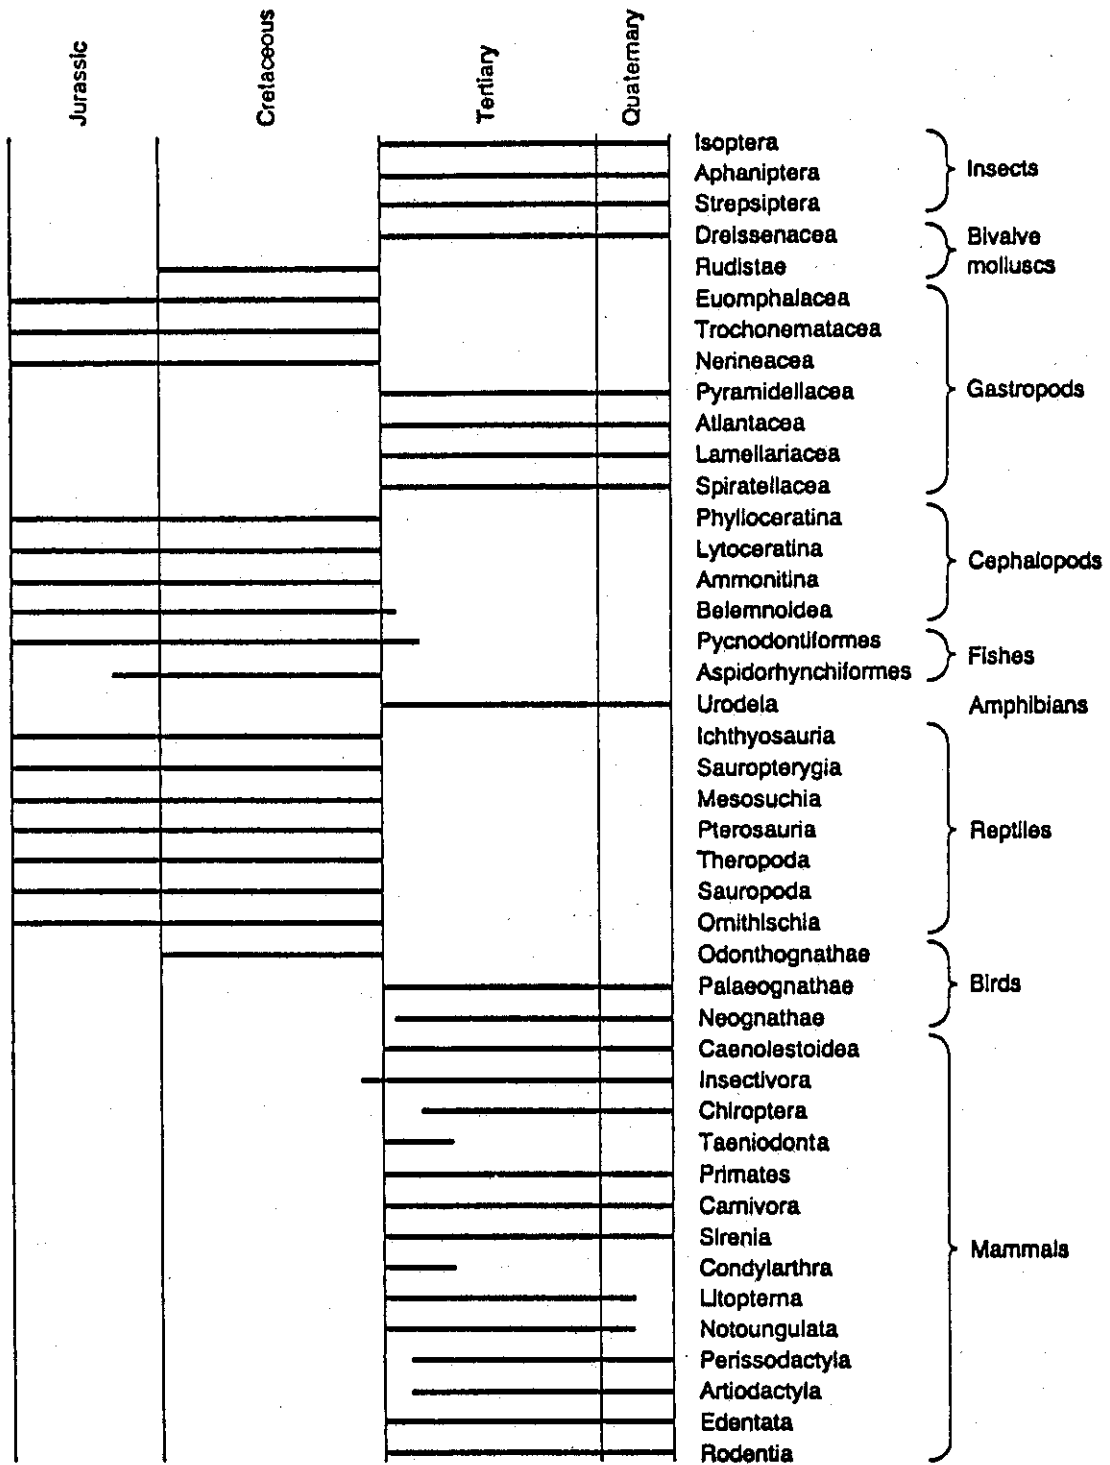 Jurassic
Cretaceous
Tertiary
Quaternary
Isoptera
Aphaniptera
Strepsiptera
Insects
Dreissenacea
Rudistae
Bivalve
molluscs
Euomphalacea
Trochonematacea
Nerineacea
Pyramidellacea
Atlantacea
Lamellariacea
Spiratellacea
Gastropods
Phylloceratina
Lytoceratina
Ammonitina
Belemnoidea
Cephalopods
Pycnodontiformes
Aspidorhynchiformes
Fishes
Urodela
Amphibians
Ichthyosauria
Sauropterygia
Mesosuchia
Pterosauria
Theropoda
Sauropoda
Ornithischia
Reptiles
Odonthognathae
Palaeognathae
Neognathae
Birds
Caenolestoidea
Insectivora
Chiroptera
Taeniodonta
Primates
Carnivora
Sirenia
Condylarthra
Litopterna
Notoungulata
Perissodactyla
Artiodactyla
Edentata
Rodentia
Mammals